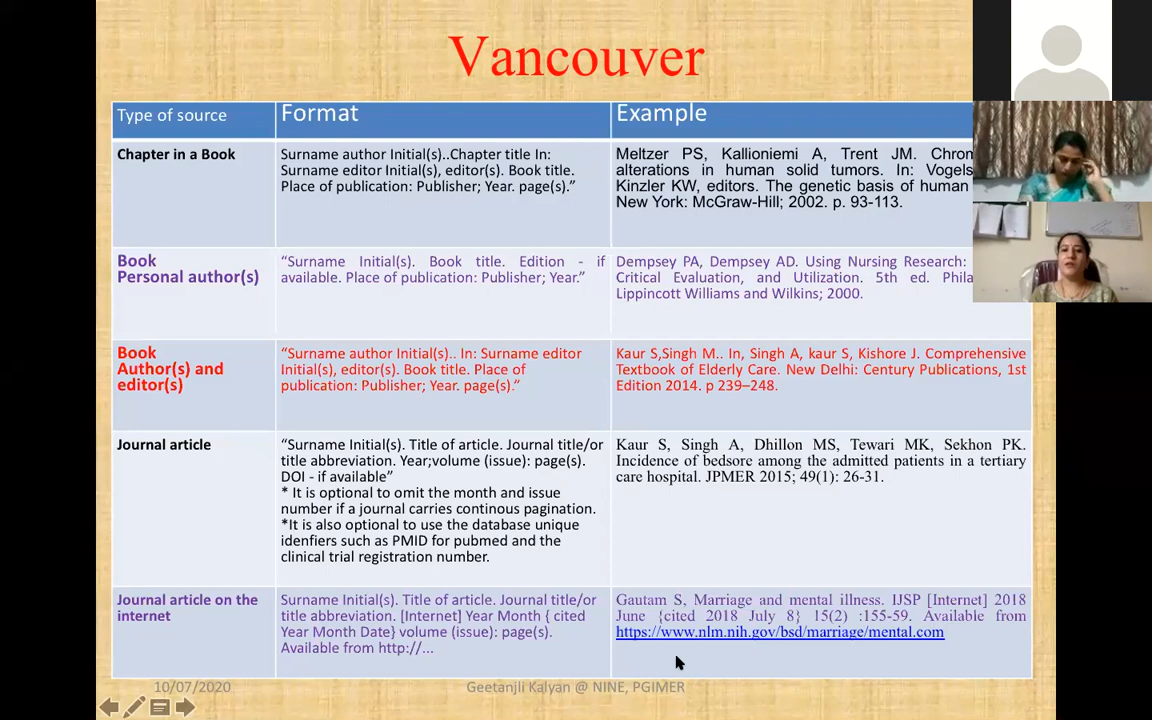 Vancouver
Type of source
Format
Example
Chapter in a Book
Surname author Initial(s)..Chapter title In:
Surname editor Initial(s), editor(s). Book title.
Place of publication: Publisher; Year. page(s).”
Meltzer PS, Kallioniemi A, Trent JM.
alterations in human solid tumors. In:
Kinzler KW, editors. The genetic basis of human
New York: McGraw-Hill; 2002. p. 93-113.
Book
Personal author(s)
“Surname Initial(s). Book title. Edition - if
available. Place of publication: Publisher; Year.”
Dempsey PA, Dempsey AD. Using Nursing Research:
Critical Evaluation, and Utilization. 5th ed.
Lippincott Williams and Wilkins; 2000.
Book
Author(s) and
editor(s)
“Surname author Initial(s).. In: Surname editor
Initial(s), editor(s). Book title. Place of
publication: Publisher; Year. page(s).”
Kaur S,Singh M.. In, Singh A, kaur S, Kishore J. Comprehensive
Textbook of Elderly Care. New Delhi: Century Publications, 1st
Edition 2014. p 239–248.
Journal article
“Surname Initial(s). Title of article. Journal title/or
title abbreviation. Year;volume (issue): page(s).
DOI - if available”
* It is optional to omit the month and issue
number if a journal carries continous pagination.
*It is also optional to use the database unique
idenfiers such as PMID for pubmed and the
clinical trial registration number.
Kaur S, Singh A, Dhillon MS, Tewari MK, Sekhon PK.
Incidence of bedsore among the admitted patients in a tertiary
care hospital. JPMER 2015; 49(1): 26-31.
Journal article on the
internet
Surname Initial(s). Title of article. Journal title/or
title abbreviation. [Internet] Year Month { cited
Year Month Date} volume (issue): page(s).
Available from http://...
Gautam S, Marriage and mental illness. IJSP [Internet] 2018
June {cited 2018 July 8} 15(2) :155-59. Available from
https://www.nlm.nih.gov/bsd/marriage/mental.com
10/07/2020
Geetanjli Kalyan @ NINE, PGIMER